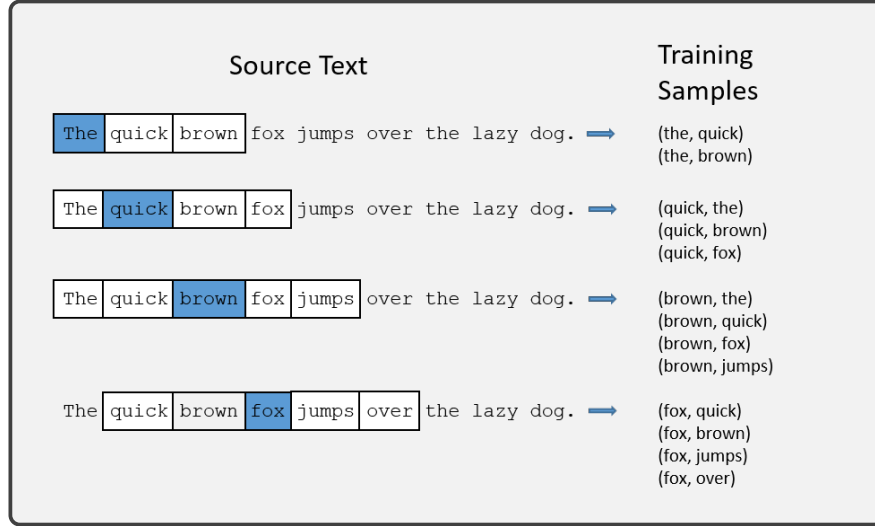 Source Text
Training
Samples
The quick brown fox jumps over the lazy dog.
(the, quick)
(the, brown)
The quick brown fox jumps over the lazy dog.
(quick, the)
(quick, brown)
(quick, fox)
The quick brown fox jumps over the lazy dog.
(brown, the)
(brown, quick)
(brown, fox)
(brown, jumps)
The quick brown fox jumps over the lazy dog.
(fox, quick)
(fox, brown)
(fox, jumps)
(fox, over)